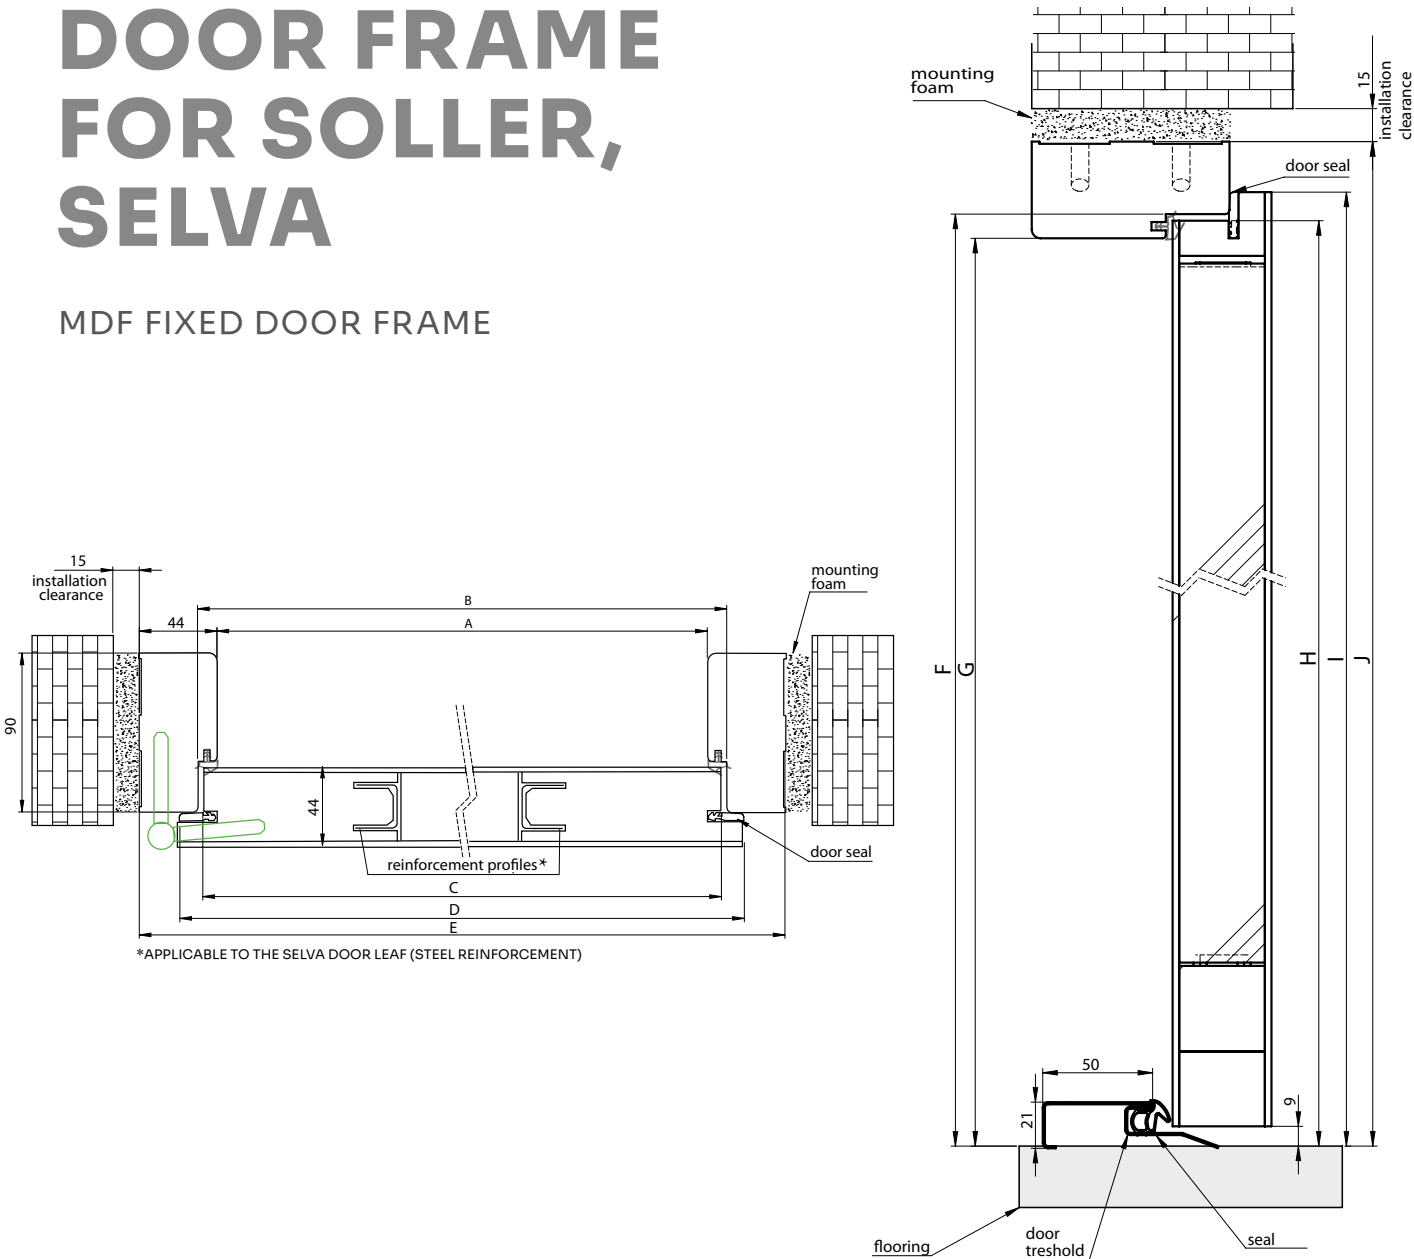 DOOR FRAME
FOR SOLLER,
SELVA
MDF FIXED DOOR FRAME
mounting
foam
15
installation
clearance
door seal
F
G
H
I
J
50
21
9
flooring
door
treshold
seal
15
installation
clearance
44
B
A
mounting
foam
90
44
reinforcement profiles*
door seal
C
D
E
*APPLICABLE TO THE SELVA DOOR LEAF (STEEL REINFORCEMENT)